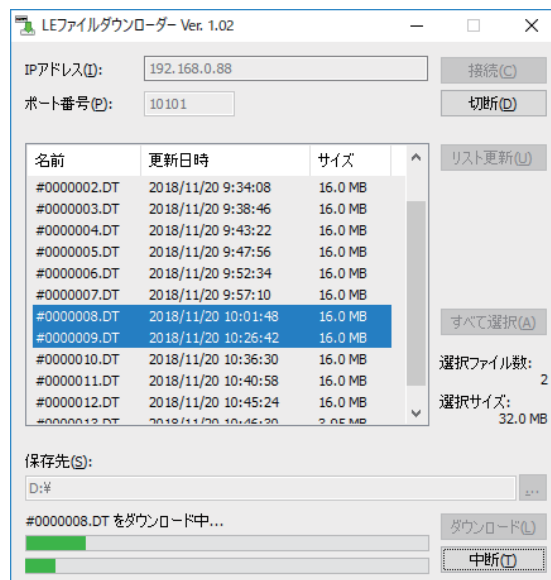 LEファイルダウンローダー Ver. 1.02
IPアドレス(I): 192.168.0.88 接続(C)
ポート番号(P): 10101 切断(D)
名前 更新日時 サイズ リスト更新(U)
#0000002.DT 2018/11/20 9:34:08 16.0 MB
#0000003.DT 2018/11/20 9:38:46 16.0 MB
#0000004.DT 2018/11/20 9:43:22 16.0 MB
#0000005.DT 2018/11/20 9:47:56 16.0 MB
#0000006.DT 2018/11/20 9:52:34 16.0 MB
#0000007.DT 2018/11/20 9:57:10 16.0 MB
#0000008.DT 2018/11/20 10:01:48 16.0 MB すべて選択(A)
#0000009.DT 2018/11/20 10:26:42 16.0 MB
#0000010.DT 2018/11/20 10:36:30 16.0 MB 選択ファイル数:
#0000011.DT 2018/11/20 10:40:58 16.0 MB 2
#0000012.DT 2018/11/20 10:45:24 16.0 MB 選択サイズ:
#0000013.DT 2018/11/20 10:46:30 3.05 MB 32.0 MB
保存先(S):
D:¥ ...
#0000008.DT をダウンロード中... ダウンロード(L)
中断(T)